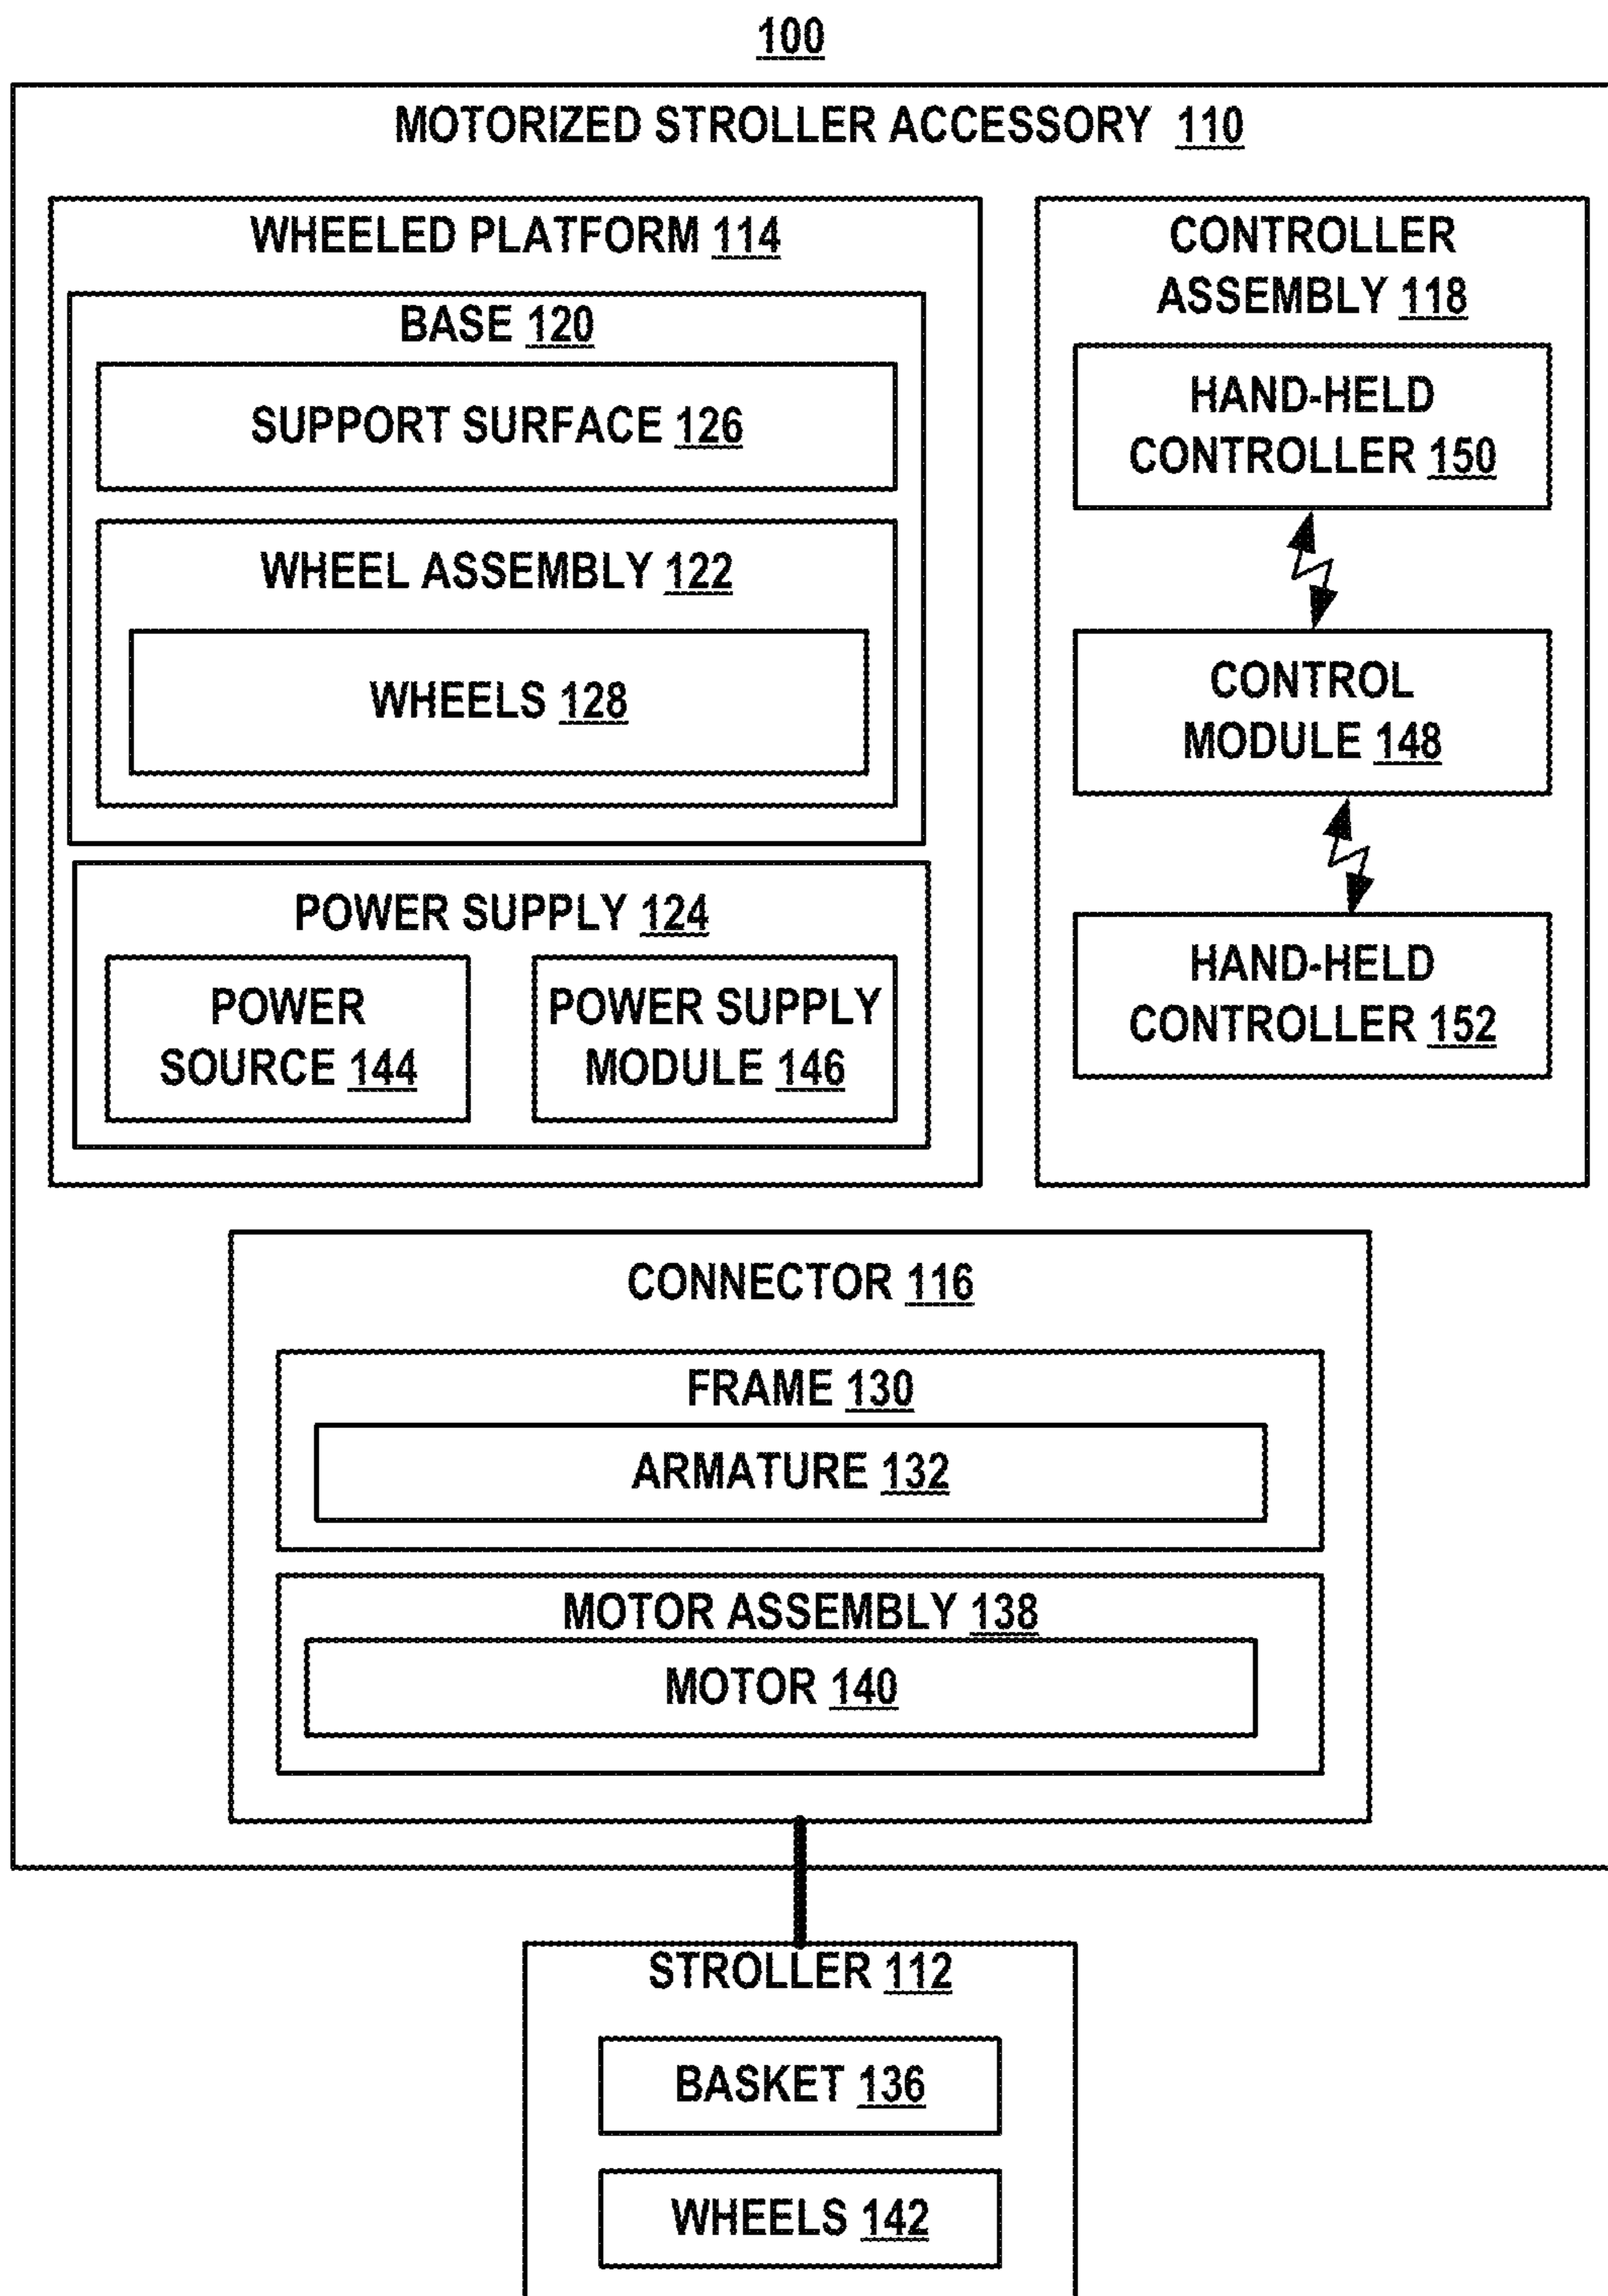 100
MOTORIZED STROLLER ACCESSORY 110
WHEELED PLATFORM 114
BASE 120
SUPPORT SURFACE 126
WHEEL ASSEMBLY 122
WHEELS 128
POWER SUPPLY 124
POWER
SOURCE 144
POWER SUPPLY
MODULE 146
CONTROLLER
ASSEMBLY 118
HAND-HELD
CONTROLLER 150
CONTROL
MODULE 148
HAND-HELD
CONTROLLER 152
CONNECTOR 116
FRAME 130
ARMATURE 132
MOTOR ASSEMBLY 138
MOTOR 140
STROLLER 112
BASKET 136
WHEELS 142